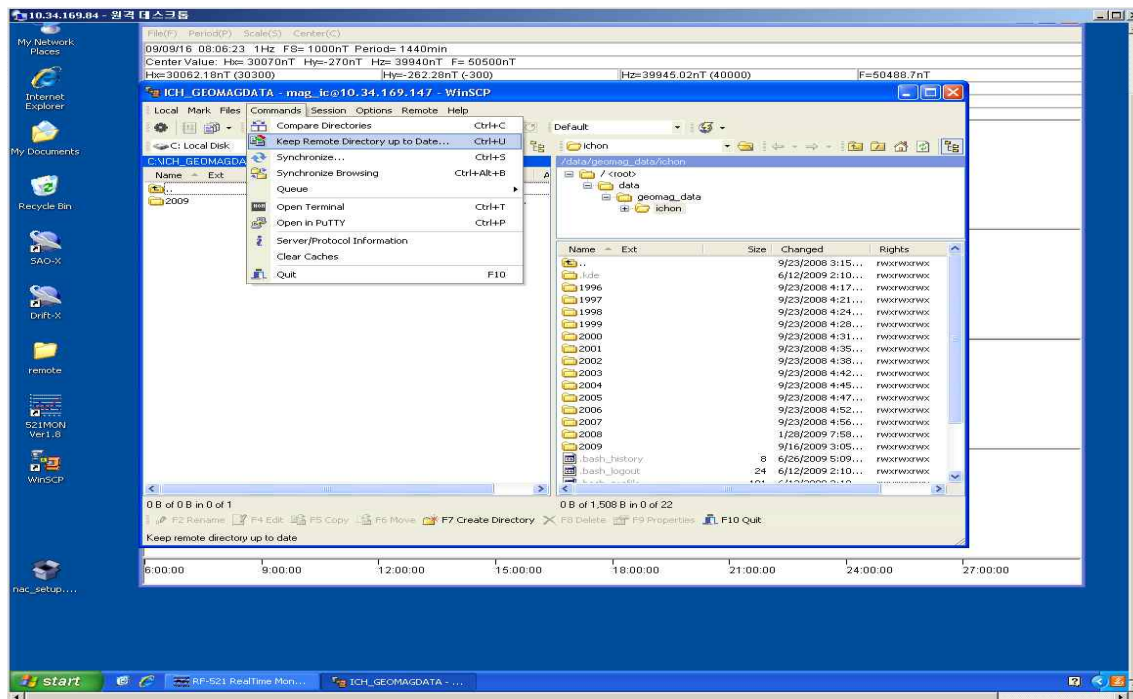 10.34.169.84 - 원격 데스크톱
My Network Places
Internet Explorer
My Documents
Recycle Bin
SAO-X
Drift-X
remote
521MON Ver1.8
WinSCP
nac_setup....
File(F) Period(P) Scale(S) Center(C)
09/09/16 08:06:23 1Hz FS= 1000nT Period= 1440min
Center Value: Hx= 30070nT Hy=-270nT Hz= 39940nT F= 50500nT
Hx=30062.18nT (30300) Hy=-262.28nT (-300) Hz=39945.02nT (40000) F=50488.7nT
ICH_GEOMAGDATA - mag_ic@10.34.169.147 - WinSCP
Local Mark Files Commands Session Options Remote Help
Default
C: Local Disk
ichon
C:\ICH_GEOMAGDA
/data/geomag_data/ichon
Name Ext
..
2009
Compare Directories Ctrl+C
Keep Remote Directory up to Date... Ctrl+U
Synchronize... Ctrl+S
Synchronize Browsing Ctrl+Alt+B
Queue
Open Terminal Ctrl+T
Open in PuTTY Ctrl+P
Server/Protocol Information
Clear Caches
Quit F10
/ <root>
data
geomag_data
ichon
Name Ext Size Changed Rights
.. 9/23/2008 3:15... rwxrwxrwx
.kde 6/12/2009 2:10... rwxrwxrwx
1996 9/23/2008 4:17... rwxrwxrwx
1997 9/23/2008 4:21... rwxrwxrwx
1998 9/23/2008 4:24... rwxrwxrwx
1999 9/23/2008 4:28... rwxrwxrwx
2000 9/23/2008 4:31... rwxrwxrwx
2001 9/23/2008 4:35... rwxrwxrwx
2002 9/23/2008 4:38... rwxrwxrwx
2003 9/23/2008 4:42... rwxrwxrwx
2004 9/23/2008 4:45... rwxrwxrwx
2005 9/23/2008 4:47... rwxrwxrwx
2006 9/23/2008 4:52... rwxrwxrwx
2007 9/23/2008 4:56... rwxrwxrwx
2008 1/28/2009 7:58... rwxrwxrwx
2009 9/16/2009 3:05... rwxrwxrwx
.bash_history 8 6/26/2009 5:09... rwxrwxrwx
.bash_logout 24 6/12/2009 2:10... rwxrwxrwx
0 B of 0 B in 0 of 1
0 B of 1,508 B in 0 of 22
F2 Rename F4 Edit F5 Copy F6 Move F7 Create Directory F8 Delete F9 Properties F10 Quit
Keep remote directory up to date
6:00:00 9:00:00 12:00:00 15:00:00 18:00:00 21:00:00 24:00:00 27:00:00
start
RP-521 RealTime Mon...
ICH_GEOMAGDATA - ...